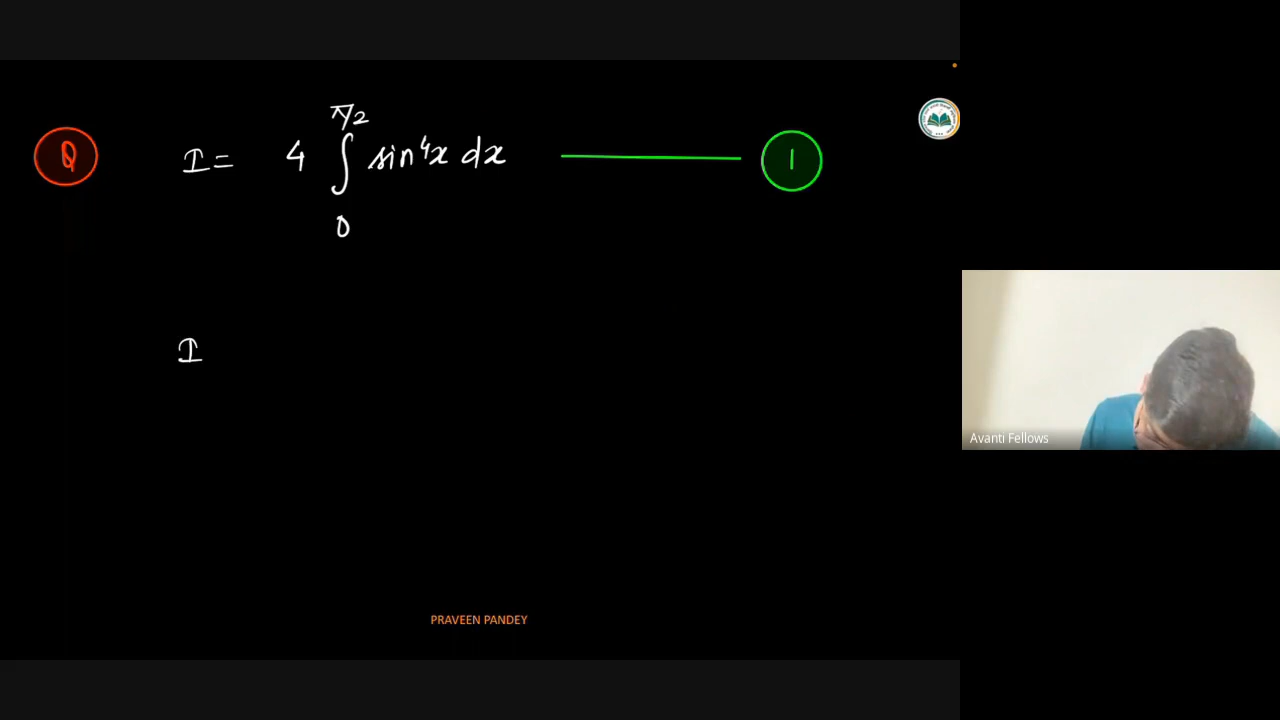 π/2
Q I = 4 ∫ sin⁴x dx 1
0
I
Avanti Fellows
PRAVEEN PANDEY